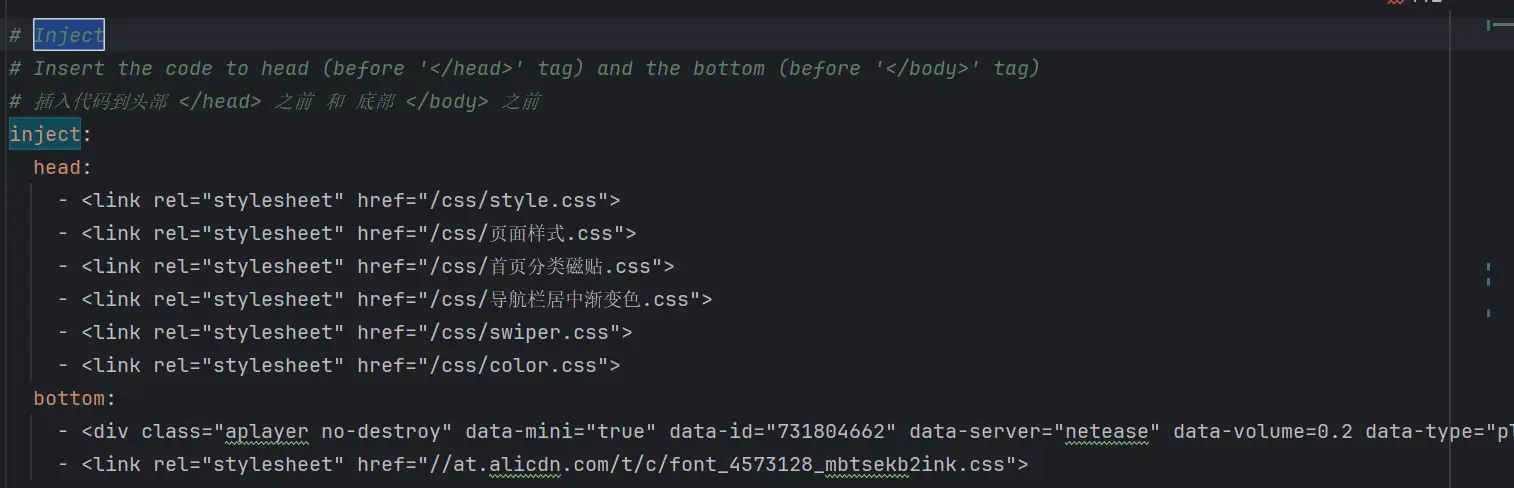 # Inject
# Insert the code to head (before '</head>' tag) and the bottom (before '</body>' tag)
# 插入代码到头部 </head> 之前 和 底部 </body> 之前
inject:
  head:
    - <link rel="stylesheet" href="/css/style.css">
    - <link rel="stylesheet" href="/css/页面样式.css">
    - <link rel="stylesheet" href="/css/首页分类磁贴.css">
    - <link rel="stylesheet" href="/css/导航栏居中渐变色.css">
    - <link rel="stylesheet" href="/css/swiper.css">
    - <link rel="stylesheet" href="/css/color.css">
  bottom:
    - <div class="aplayer no-destroy" data-mini="true" data-id="731804662" data-server="netease" data-volume=0.2 data-type="pl
    - <link rel="stylesheet" href="//at.alicdn.com/t/c/font_4573128_mbtsekb2ink.css">